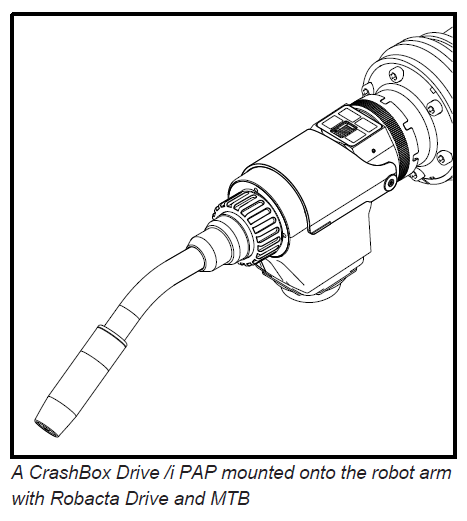 A CrashBox Drive /i PAP mounted onto the robot arm
with Robacta Drive and MTB